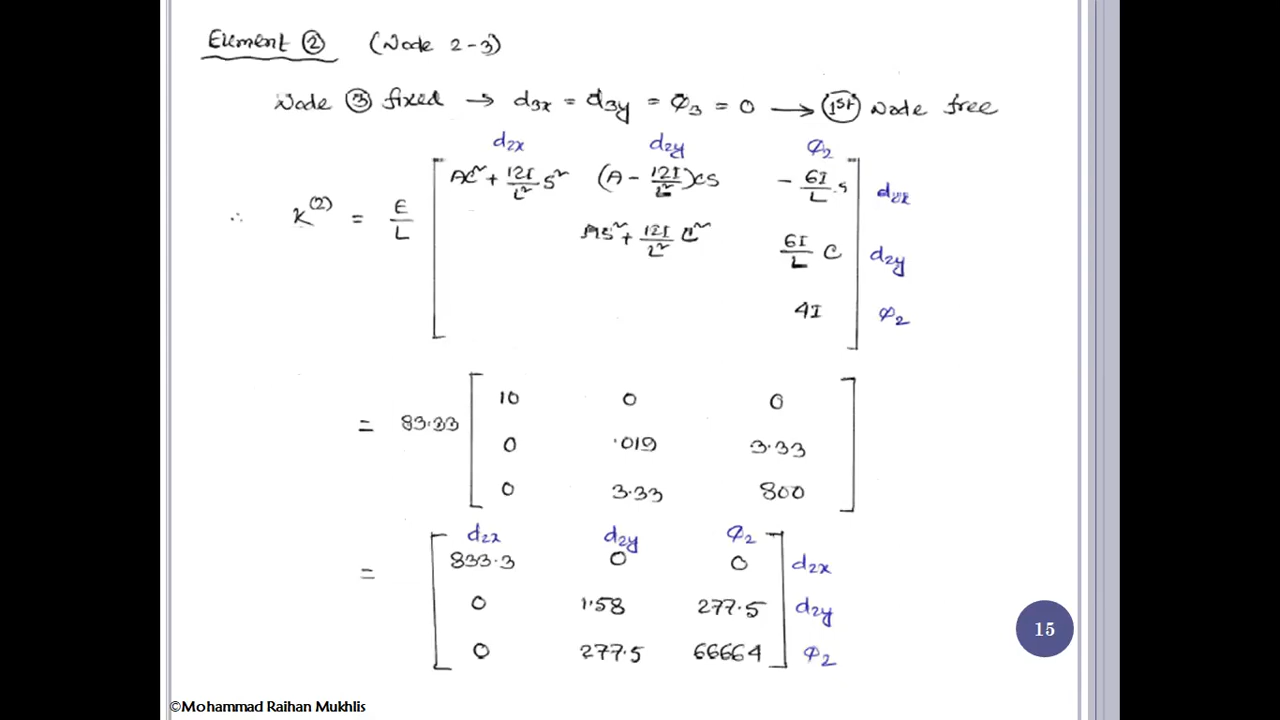 Element ② (Node 2-3)
Node ③ fixed → d3x = d3y = φ3 = 0 → (1st) Node free
d2x d2y φ2
AC² + 12I/L² S² (A - 12I/L²)CS - 6I/L S d2x
∴ K^(2) = E/L
AS² + 12I/L² C² 6I/L C d2y
4I φ2
10 0 0
= 83.33
0 .019 3.33
0 3.33 800
d2x d2y φ2
833.3 0 0 d2x
=
0 1.58 277.5 d2y
0 277.5 66664 φ2
15
©Mohammad Raihan Mukhlis